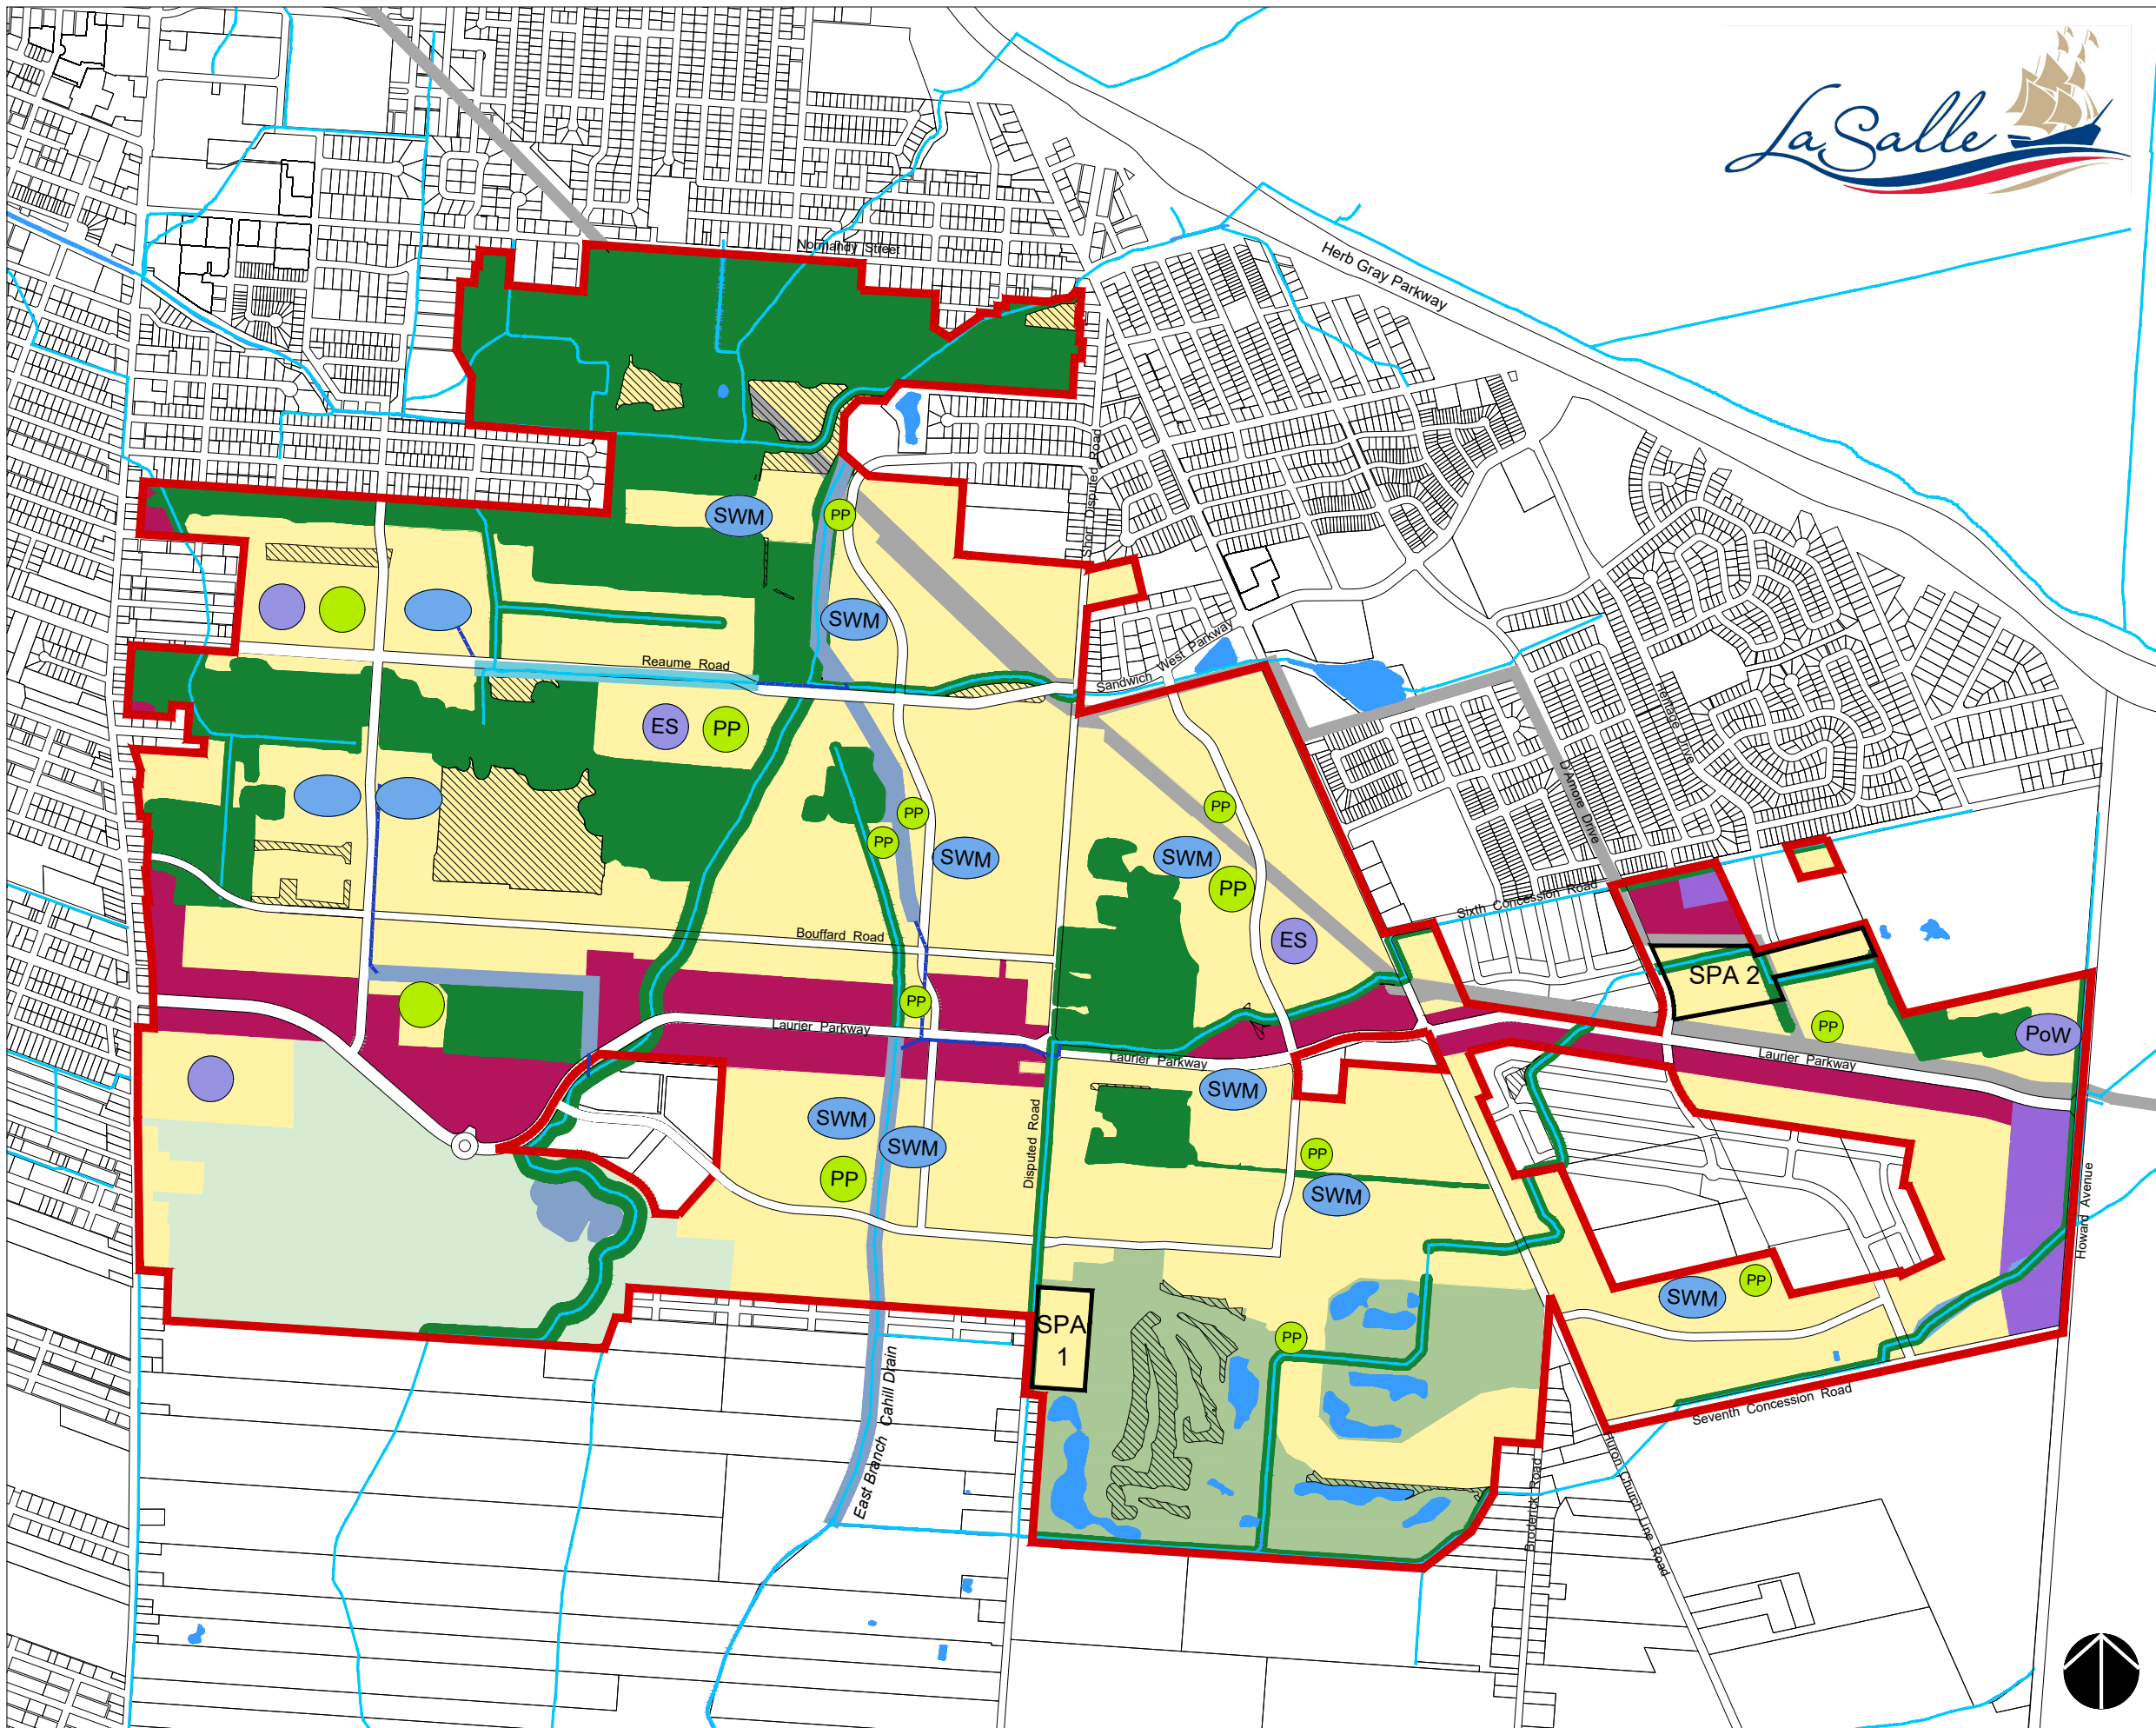 LaSalle
Normandy Street
Herb Gray Parkway
Short Disputed Road
SWM
PP
SWM
Reaume Road
Sandwich West Parkway
Heritage Drive
D'Amore Drive
ES
PP
PP
PP
SWM
PP
SWM
PP
ES
Sixth Concession Road
Bouffard Road
SPA 2
PP
Laurier Parkway
PP
PoW
Laurier Parkway
Laurier Parkway
SWM
SWM
SWM
PP
PP
SWM
Disputed Road
Howard Avenue
PP
SWM
SPA
1
PP
East Branch Cahill Drain
Seventh Concession Road
Broderick Road
Huron Church Line Road